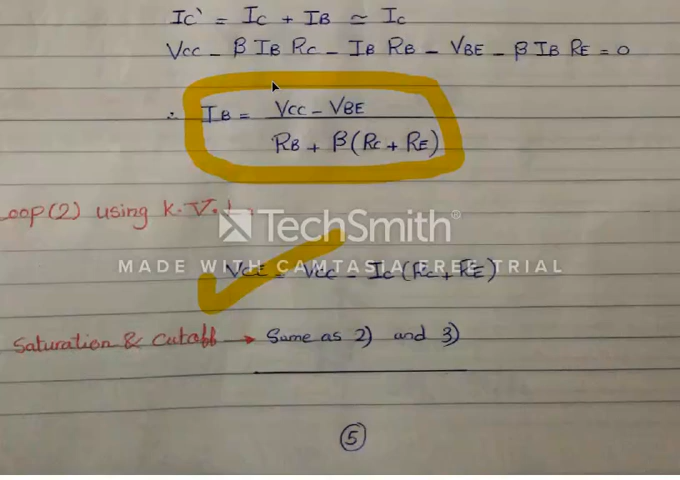 IC' = IC + IB ≃ IC
VCC - β IB RC - IB RB - VBE - β IB RE = 0
∴ IB = VCC - VBE / RB + β(RC + RE)
oop(2) using K.V.L
TechSmith®
MADE WITH CAMTASIA FREE TRIAL
VCE = VCC - IC(RC + RE)
Saturation & Cutoff → Same as 2) and 3)
5